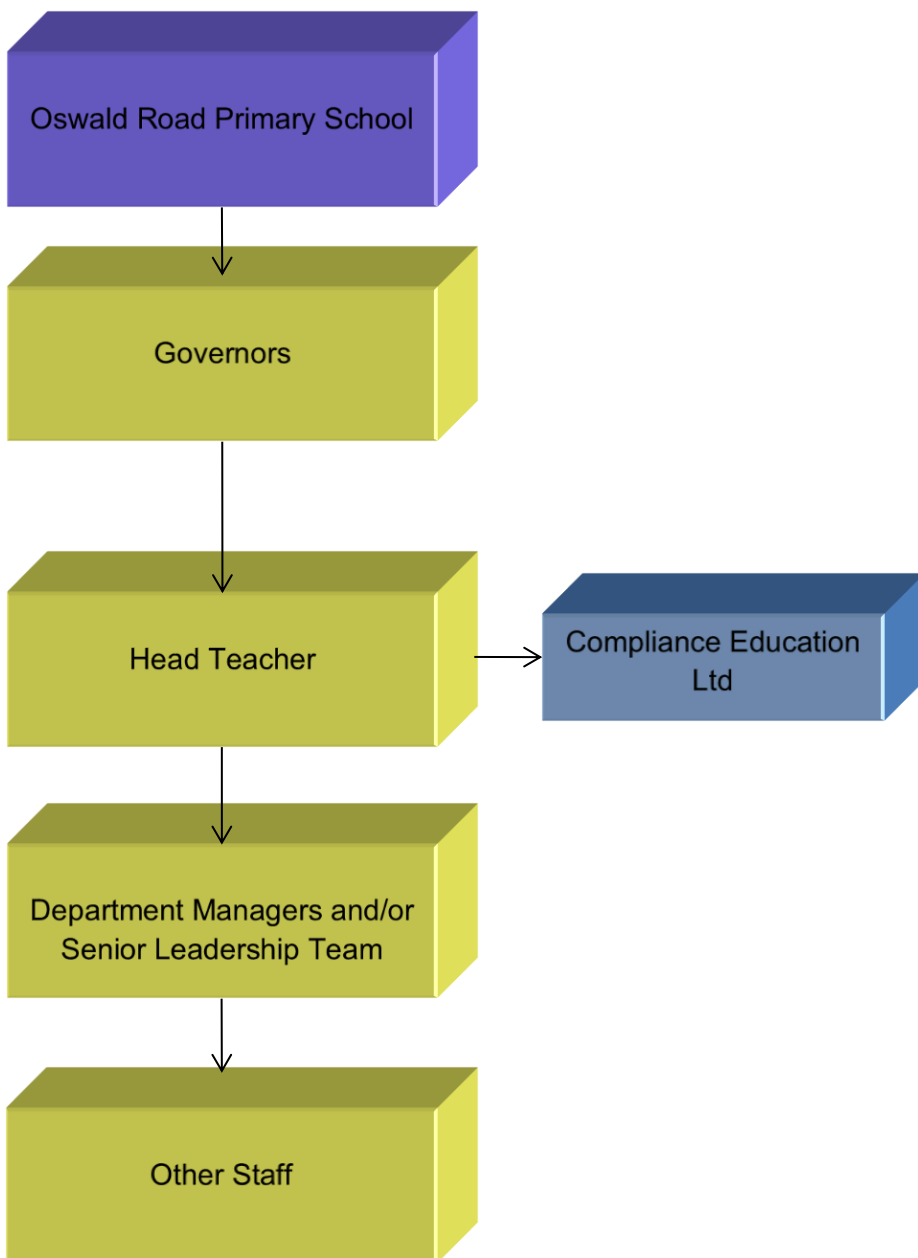 Oswald Road Primary School
Governors
Head Teacher
Compliance Education
Ltd
Department Managers and/or
Senior Leadership Team
Other Staff